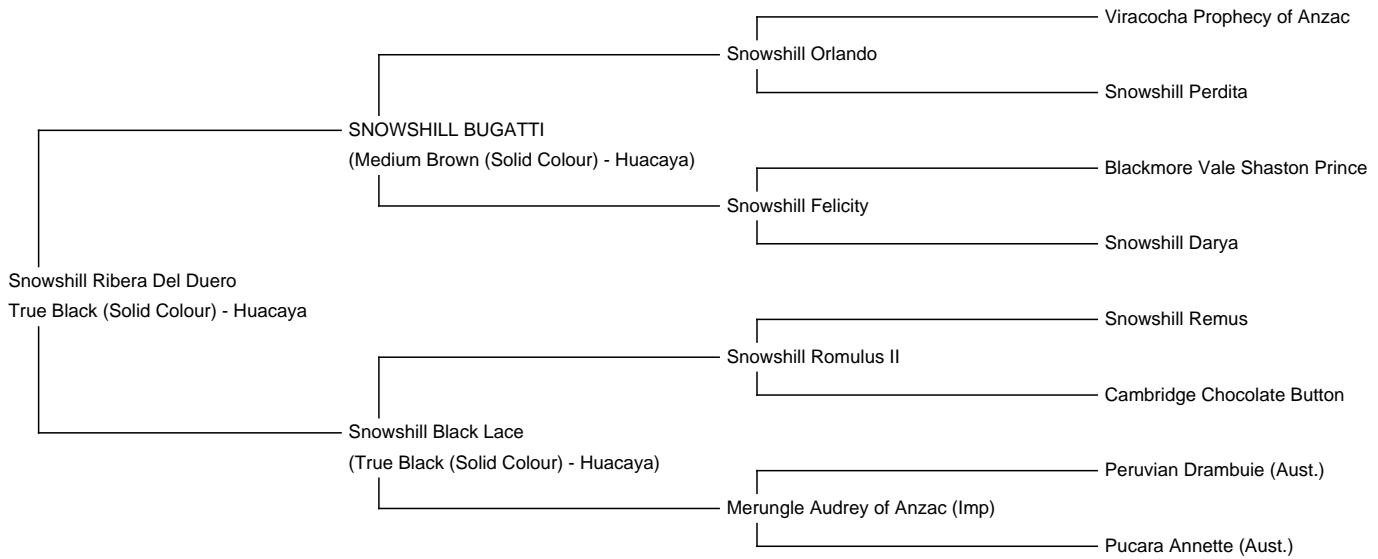 Viracocha Prophecy of Anzac
Snowshill Orlando
Snowshill Perdita
SNOWSHILL BUGATTI
(Medium Brown (Solid Colour) - Huacaya)
Blackmore Vale Shaston Prince
Snowshill Felicity
Snowshill Darya
Snowshill Ribera Del Duero
True Black (Solid Colour) - Huacaya
Snowshill Remus
Snowshill Romulus II
Cambridge Chocolate Button
Snowshill Black Lace
(True Black (Solid Colour) - Huacaya)
Peruvian Drambuie (Aust.)
Merungle Audrey of Anzac (Imp)
Pucara Annette (Aust.)